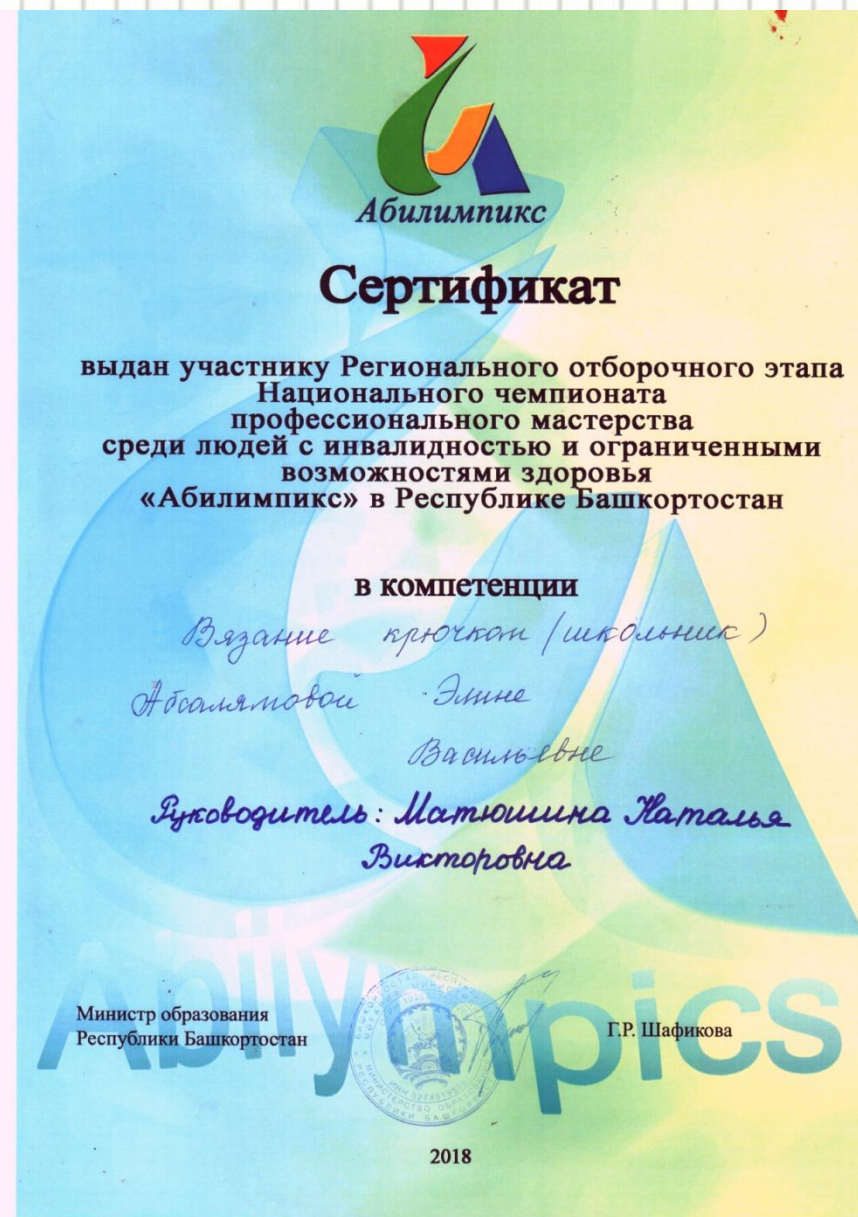 Абилимпикс
Сертификат
выдан участнику Регионального отборочного этапа
Национального чемпионата
профессионального мастерства
среди людей с инвалидностью и ограниченными
возможностями здоровья
«Абилимпикс» в Республике Башкортостан
в компетенции
Вязание крючком (школьник)
Абсалямовой Элине
Васильевне
Руководитель: Матюшина Наталья
Викторовна
Abilympics
Министр образования
Республики Башкортостан
Г.Р. Шафикова
2018